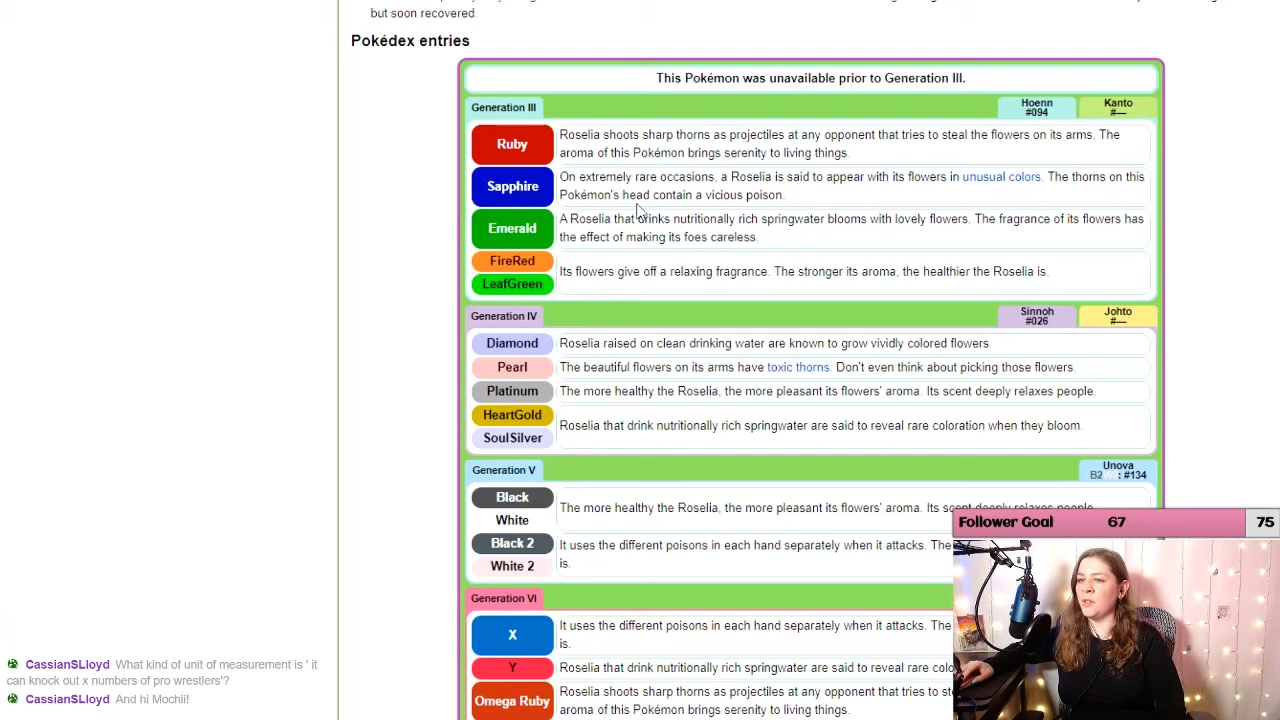 but soon recovered.
Pokédex entries
This Pokémon was unavailable prior to Generation III.
Generation III
Hoenn
#094
Kanto
#—
Ruby
Roselia shoots sharp thorns as projectiles at any opponent that tries to steal the flowers on its arms. The
aroma of this Pokémon brings serenity to living things.
Sapphire
On extremely rare occasions, a Roselia is said to appear with its flowers in unusual colors. The thorns on this
Pokémon's head contain a vicious poison.
Emerald
A Roselia that drinks nutritionally rich springwater blooms with lovely flowers. The fragrance of its flowers has
the effect of making its foes careless.
FireRed
LeafGreen
Its flowers give off a relaxing fragrance. The stronger its aroma, the healthier the Roselia is.
Generation IV
Sinnoh
#026
Johto
#—
Diamond
Roselia raised on clean drinking water are known to grow vividly colored flowers.
Pearl
The beautiful flowers on its arms have toxic thorns. Don't even think about picking those flowers.
Platinum
The more healthy the Roselia, the more pleasant its flowers' aroma. Its scent deeply relaxes people.
HeartGold
SoulSilver
Roselia that drink nutritionally rich springwater are said to reveal rare coloration when they bloom.
Generation V
Unova
B2W2: #134
Black
White
The more healthy the Roselia, the more pleasant its flowers' aroma. Its scent deeply relaxes people.
Black 2
White 2
It uses the different poisons in each hand separately when it attacks. The
is.
Generation VI
X
It uses the different poisons in each hand separately when it attacks. The
is.
Y
Roselia that drink nutritionally rich springwater are said to reveal rare colo
Omega Ruby
Roselia shoots sharp thorns as projectiles at any opponent that tries to ste
aroma of this Pokémon brings serenity to living things.
Follower Goal 67 75
CassianSLloyd What kind of unit of measurement is ' it
can knock out x numbers of pro wrestlers'?
CassianSLloyd And hi Mochii!